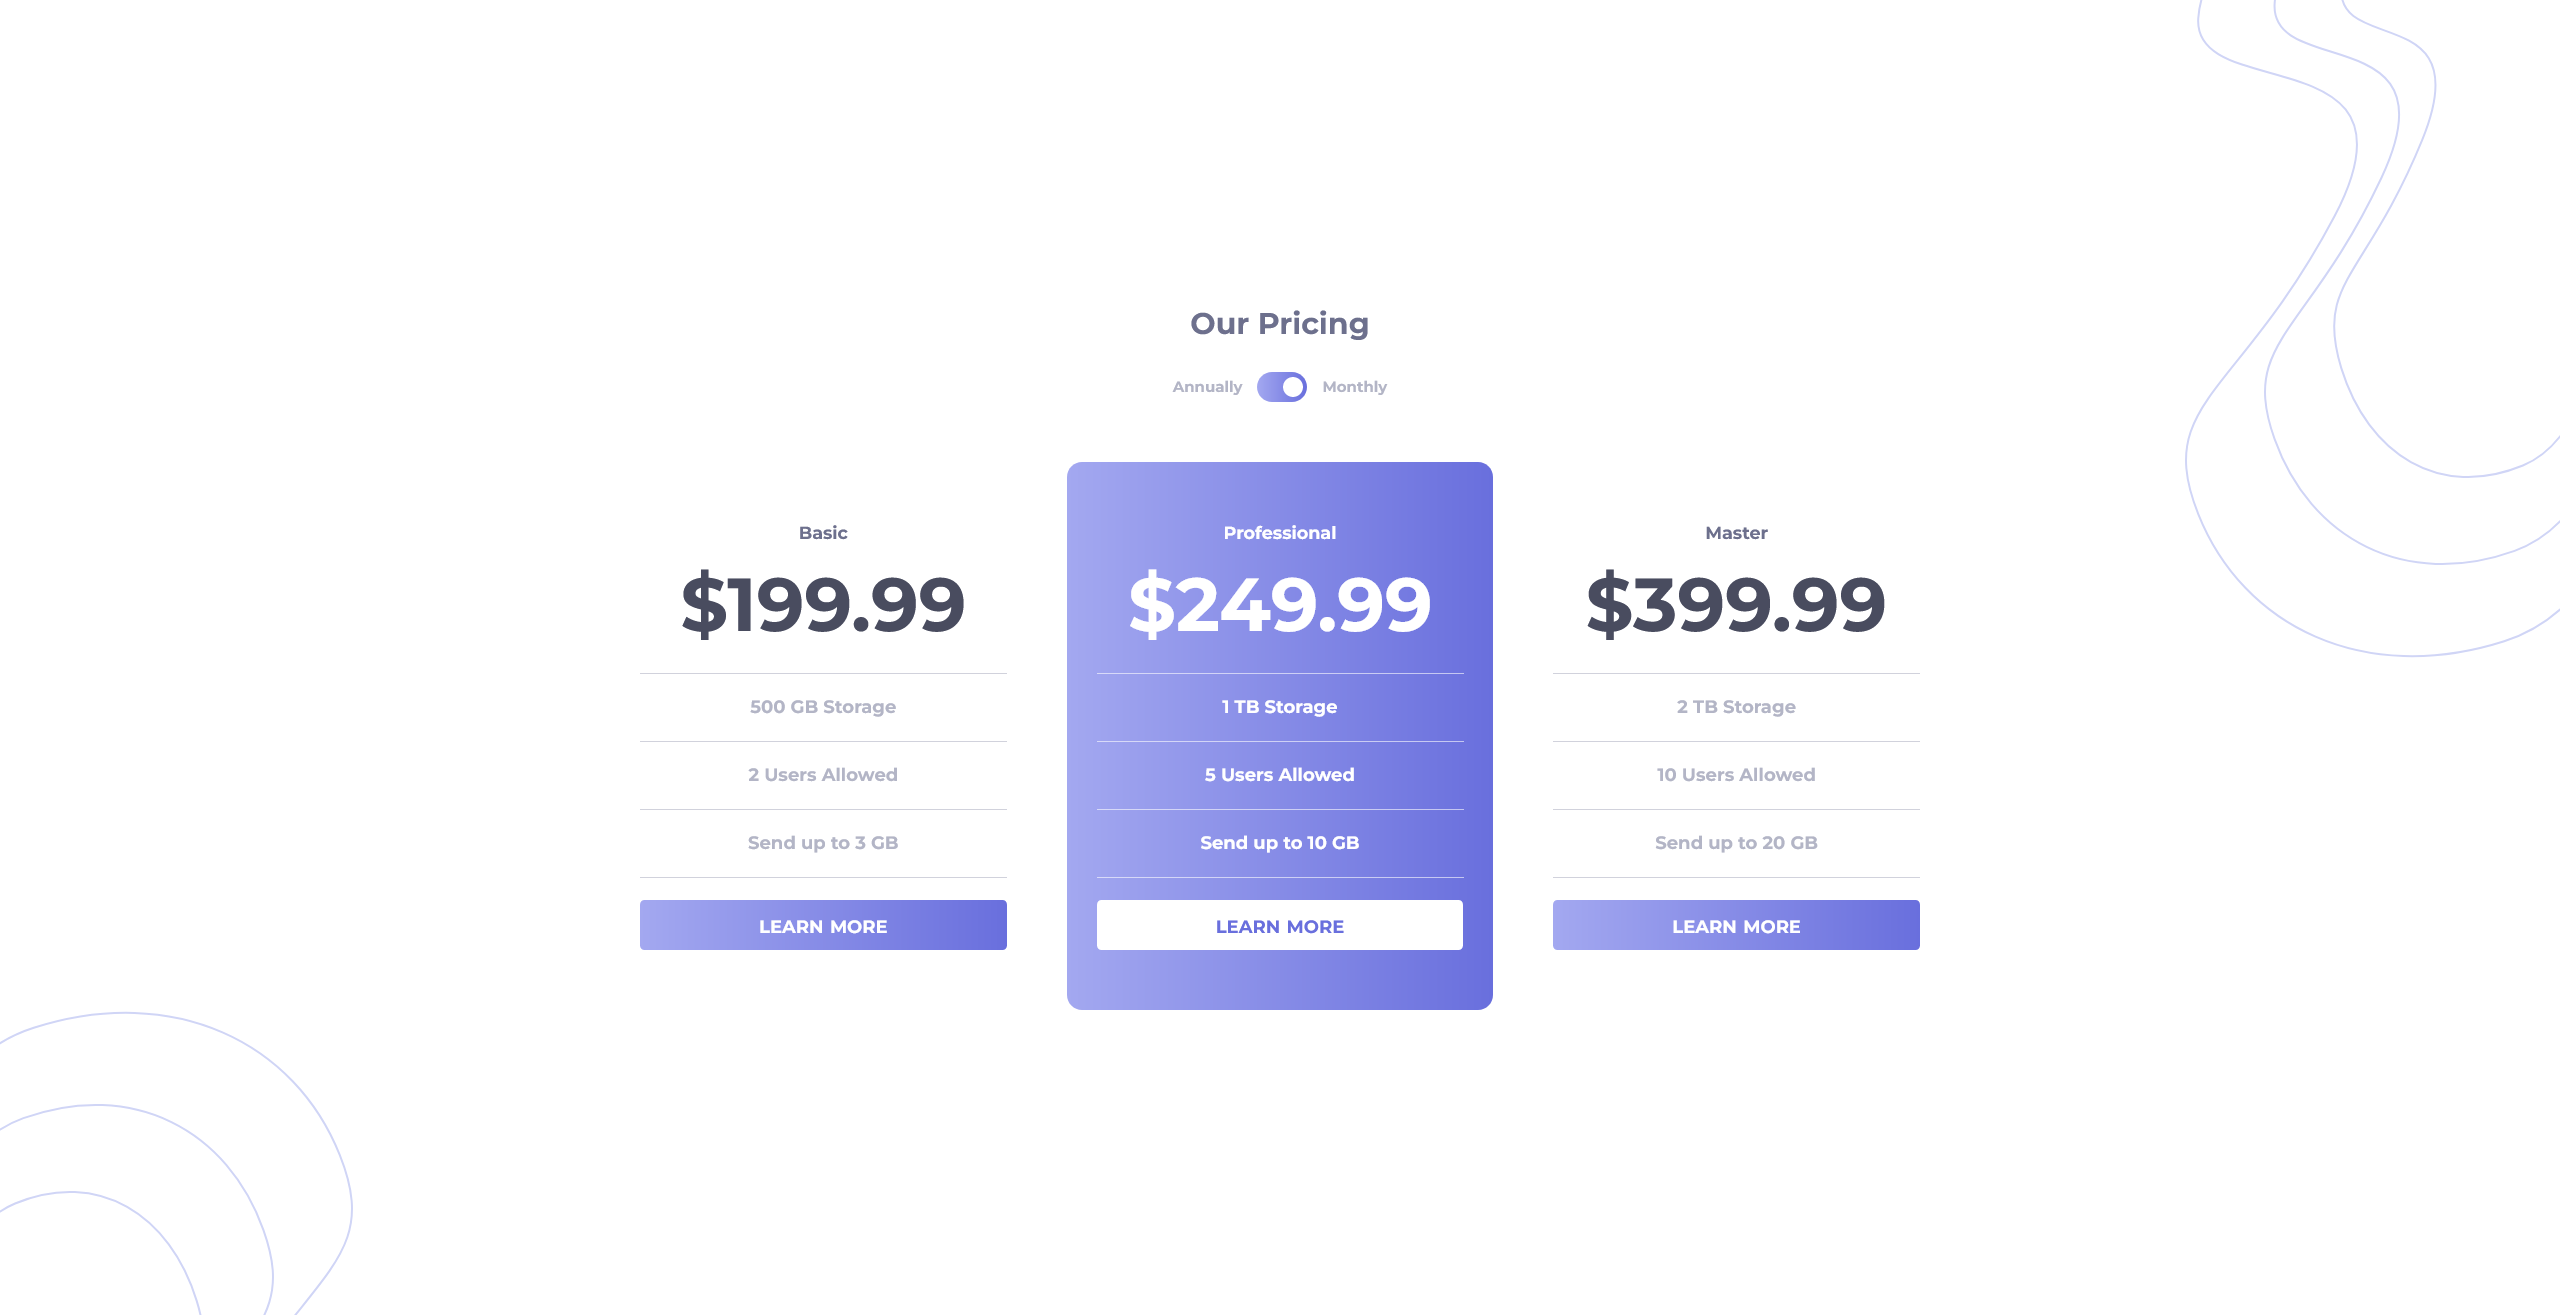 Our Pricing
Annually Monthly
Basic
$199.99
500 GB Storage
2 Users Allowed
Send up to 3 GB
LEARN MORE
Professional
$249.99
1 TB Storage
5 Users Allowed
Send up to 10 GB
LEARN MORE
Master
$399.99
2 TB Storage
10 Users Allowed
Send up to 20 GB
LEARN MORE